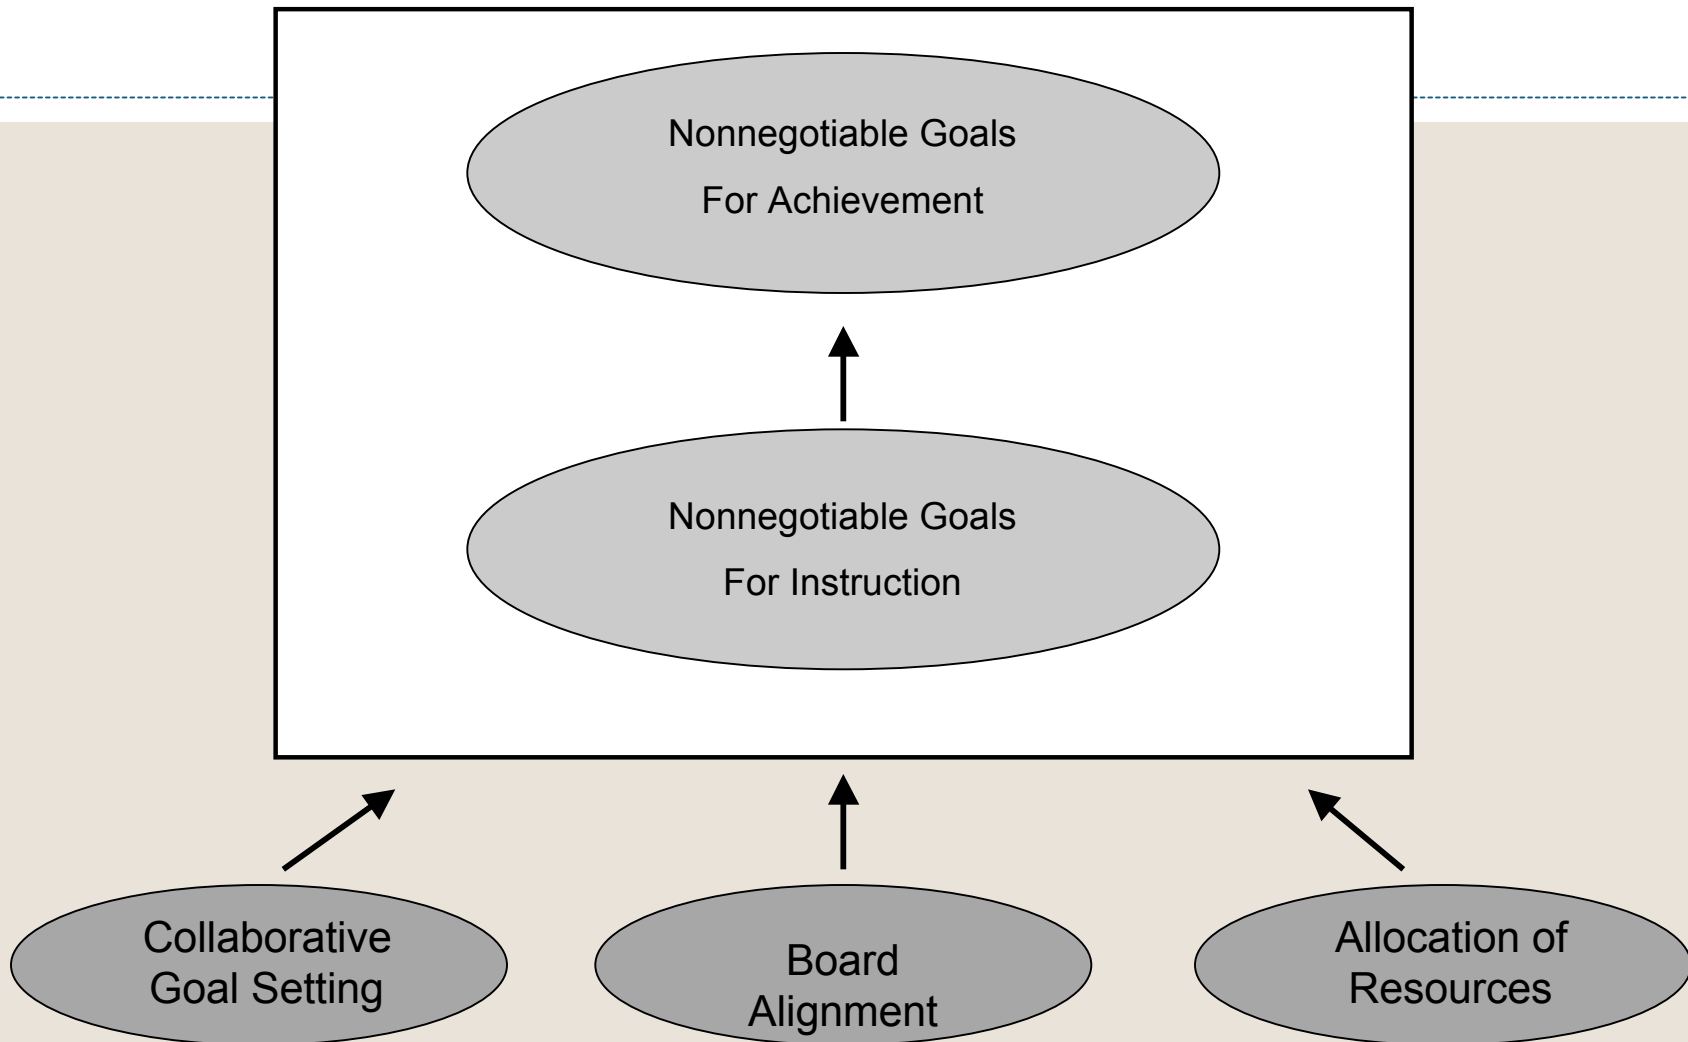 Nonnegotiable Goals
For Achievement
Nonnegotiable Goals
For Instruction
Collaborative
Goal Setting
Board
Alignment
Allocation of
Resources